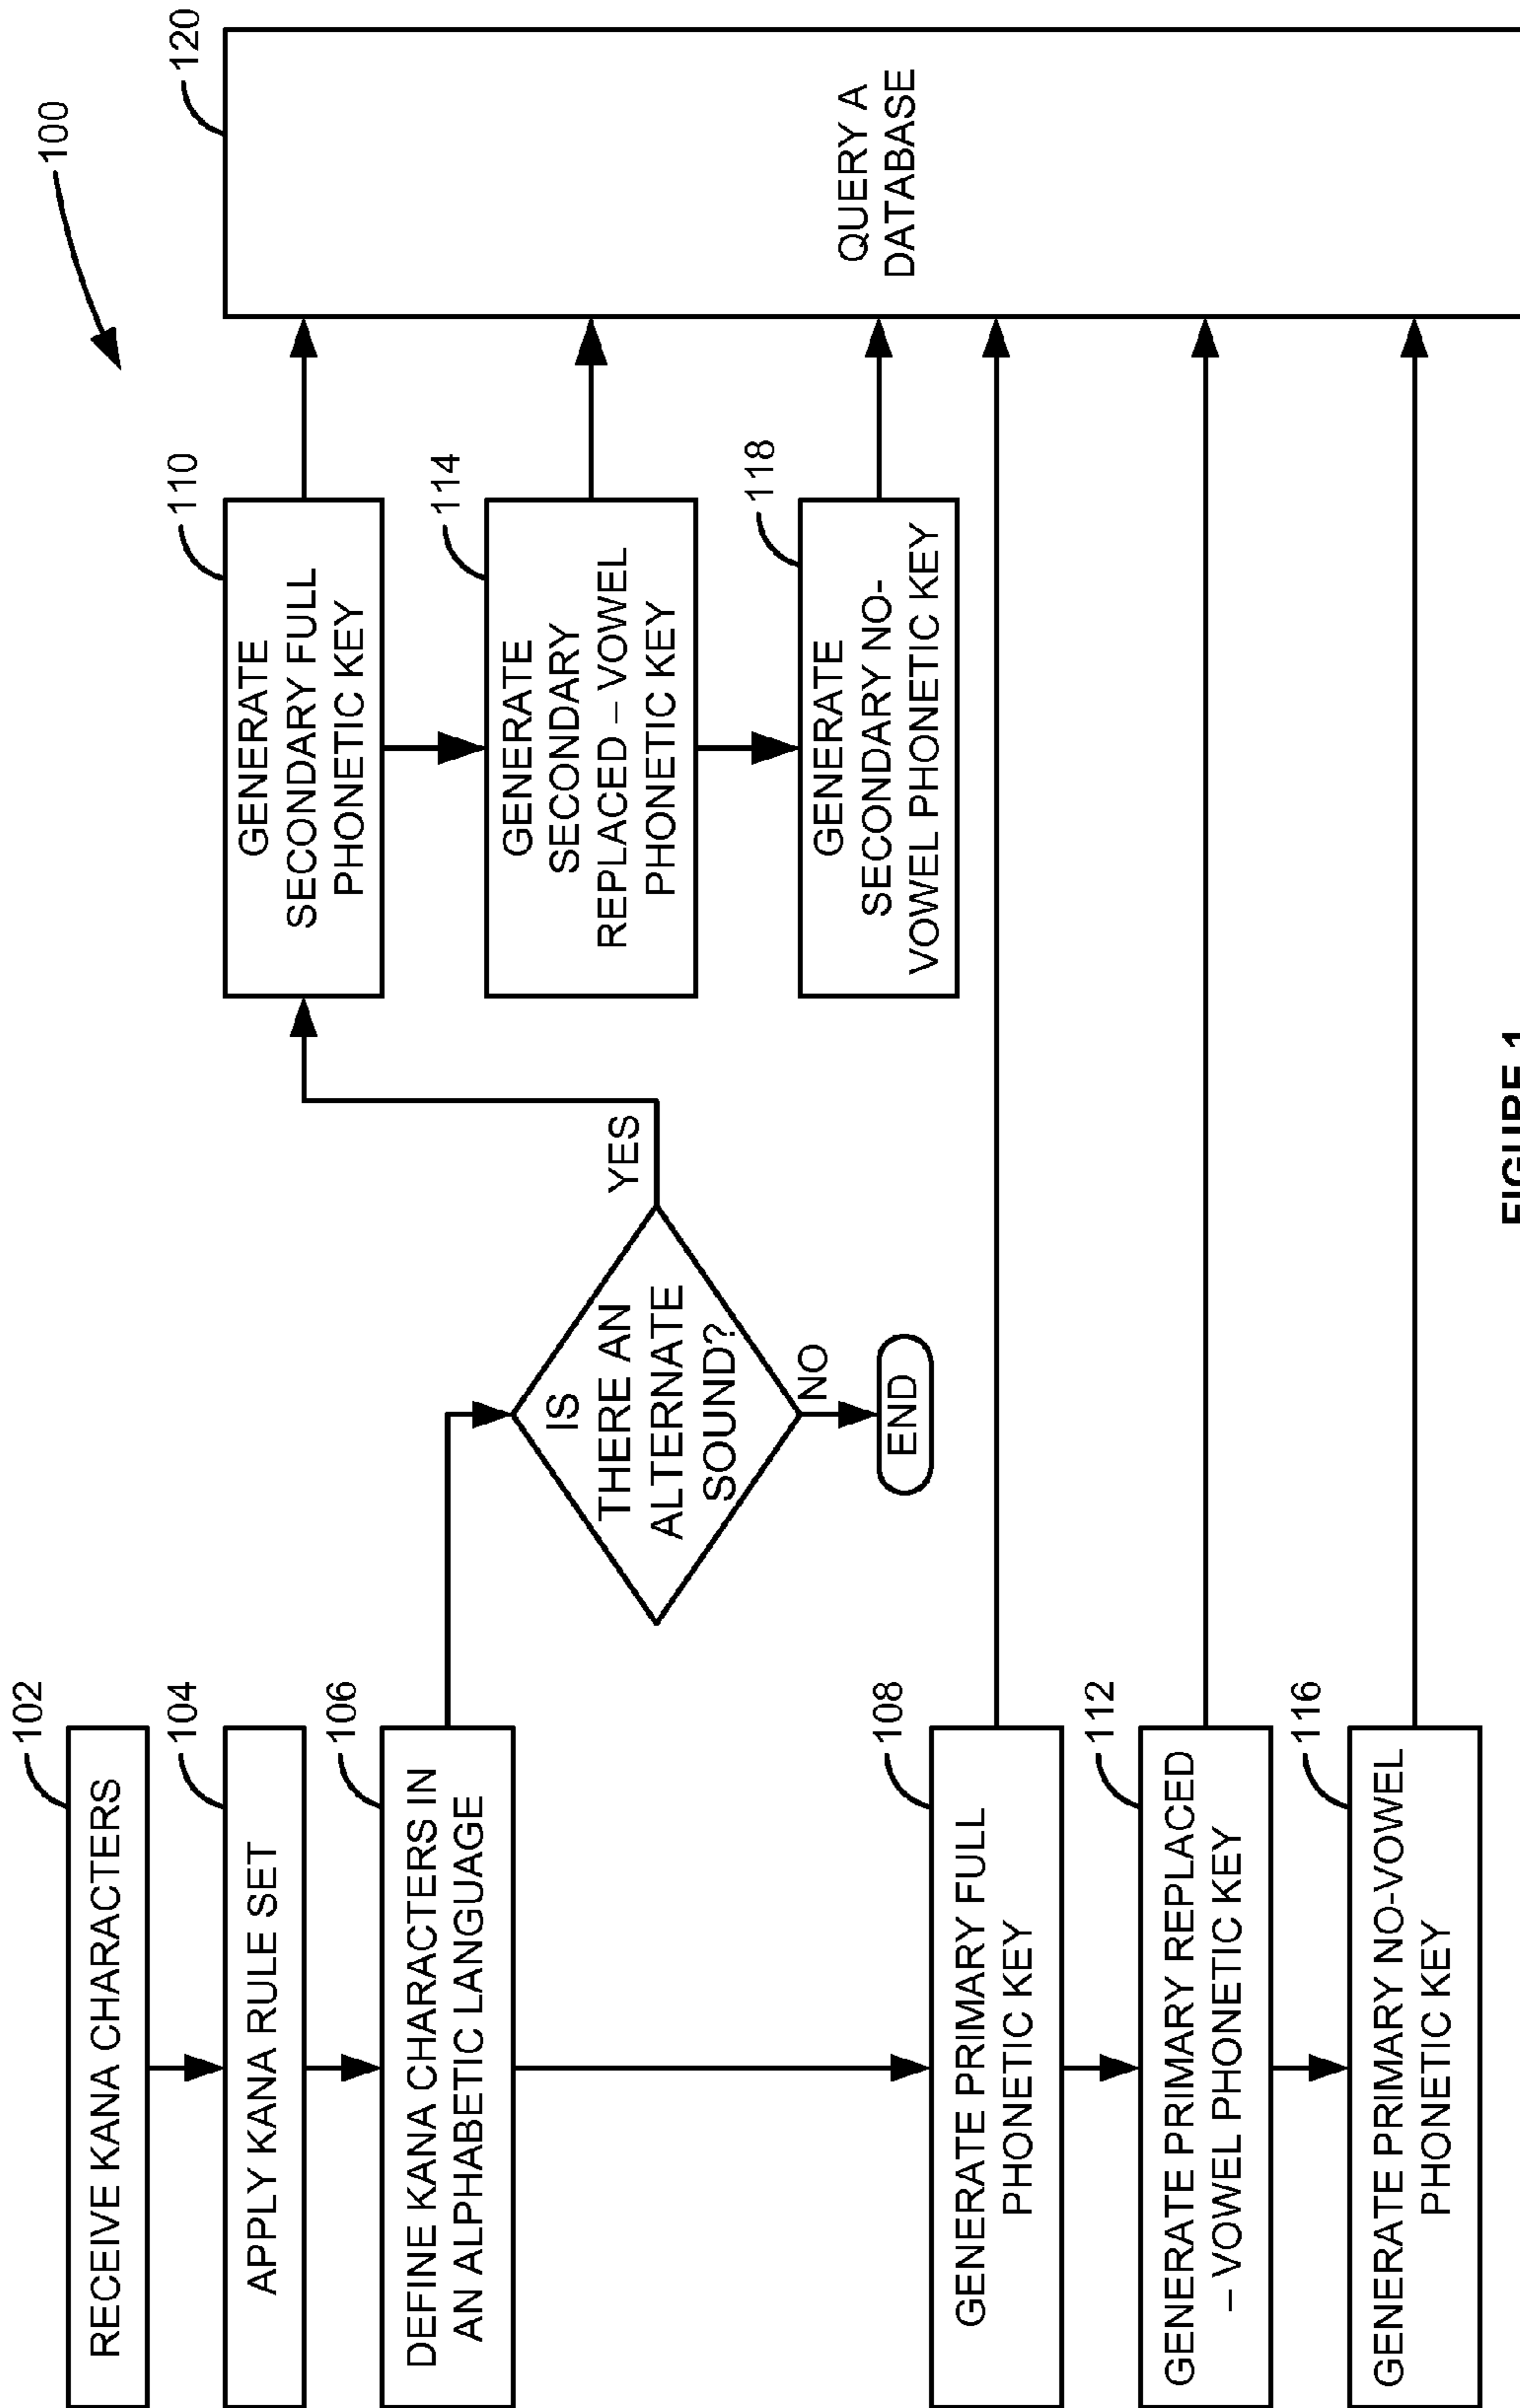 100
102
RECEIVE KANA CHARACTERS
104
APPLY KANA RULE SET
106
DEFINE KANA CHARACTERS IN
AN ALPHABETIC LANGUAGE
IS
THERE AN
ALTERNATE
SOUND?
YES
NO
END
110
GENERATE
SECONDARY FULL
PHONETIC KEY
114
GENERATE
SECONDARY
REPLACED – VOWEL
PHONETIC KEY
118
GENERATE
SECONDARY NO-
VOWEL PHONETIC KEY
120
QUERY A
DATABASE
108
GENERATE PRIMARY FULL
PHONETIC KEY
112
GENERATE PRIMARY REPLACED
– VOWEL PHONETIC KEY
116
GENERATE PRIMARY NO-VOWEL
PHONETIC KEY
FIGURE 1